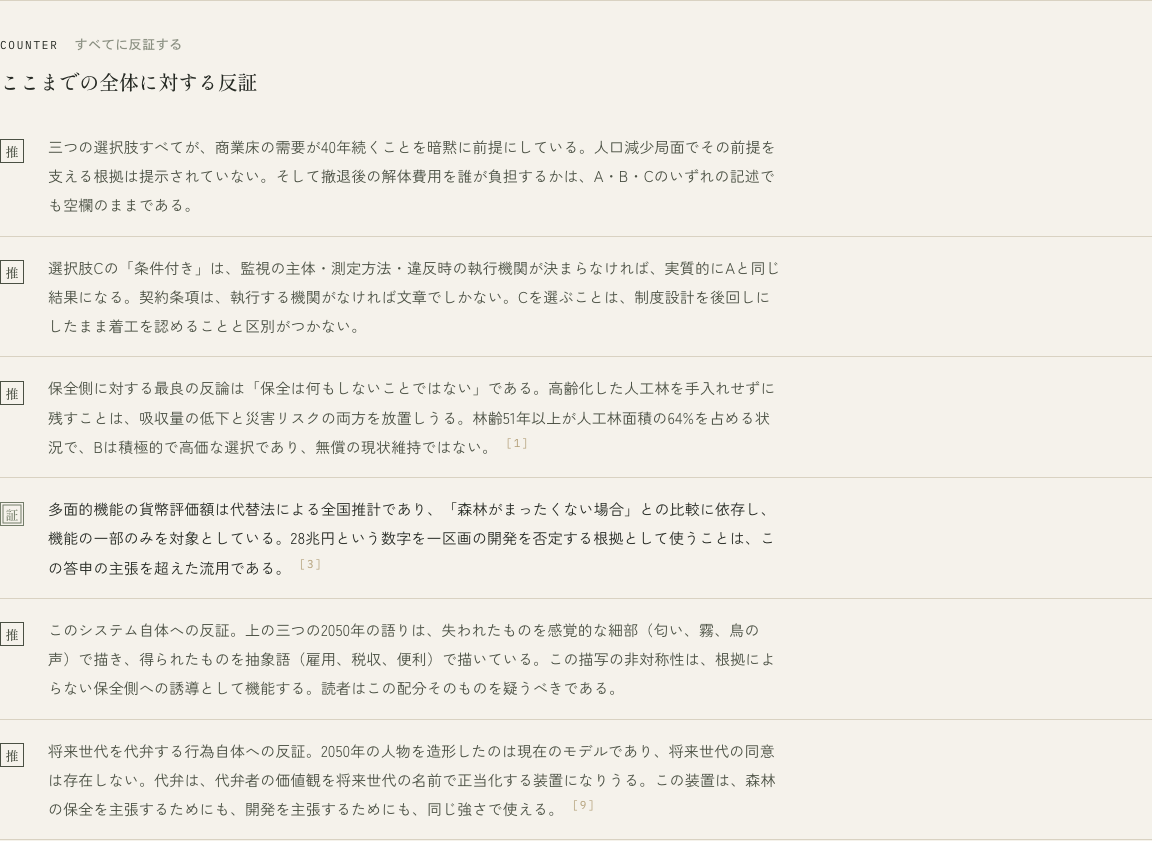 COUNTER すべてに反証する
ここまでの全体に対する反証
推
三つの選択肢すべてが、商業床の需要が40年続くことを暗黙に前提にしている。人口減少局面でその前提を
支える根拠は提示されていない。そして撤退後の解体費用を誰が負担するかは、A・B・Cのいずれの記述で
も空欄のままである。
推
選択肢Cの「条件付き」は、監視の主体・測定方法・違反時の執行機関が決まらなければ、実質的にAと同じ
結果になる。契約条項は、執行する機関がなければ文章でしかない。Cを選ぶことは、制度設計を後回しに
したまま着工を認めることと区別がつかない。
推
保全側に対する最良の反論は「保全は何もしないことではない」である。高齢化した人工林を手入れせずに
残すことは、吸収量の低下と災害リスクの両方を放置しうる。林齢51年以上が人工林面積の64%を占める状
況で、Bは積極的で高価な選択であり、無償の現状維持ではない。 [1]
証
多面的機能の貨幣評価額は代替法による全国推計であり、「森林がまったくない場合」との比較に依存し、
機能の一部のみを対象としている。28兆円という数字を一区画の開発を否定する根拠として使うことは、こ
の答申の主張を超えた流用である。 [3]
推
このシステム自体への反証。上の三つの2050年の語りは、失われたものを感覚的な細部（匂い、霧、鳥の
声）で描き、得られたものを抽象語（雇用、税収、便利）で描いている。この描写の非対称性は、根拠によ
らない保全側への誘導として機能する。読者はこの配分そのものを疑うべきである。
推
将来世代を代弁する行為自体への反証。2050年の人物を造形したのは現在のモデルであり、将来世代の同意
は存在しない。代弁は、代弁者の価値観を将来世代の名前で正当化する装置になりうる。この装置は、森林
の保全を主張するためにも、開発を主張するためにも、同じ強さで使える。 [9]